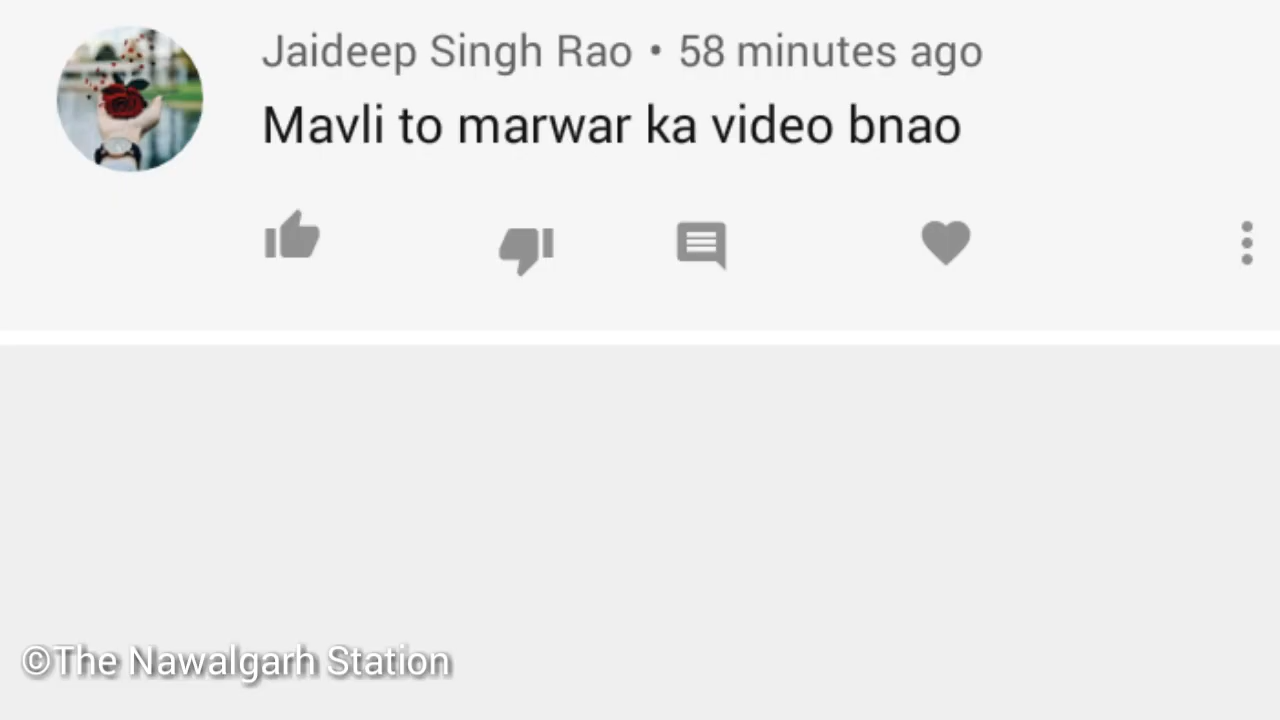 Jaideep Singh Rao • 58 minutes ago
Mavli to marwar ka video bnao
©The Nawalgarh Station